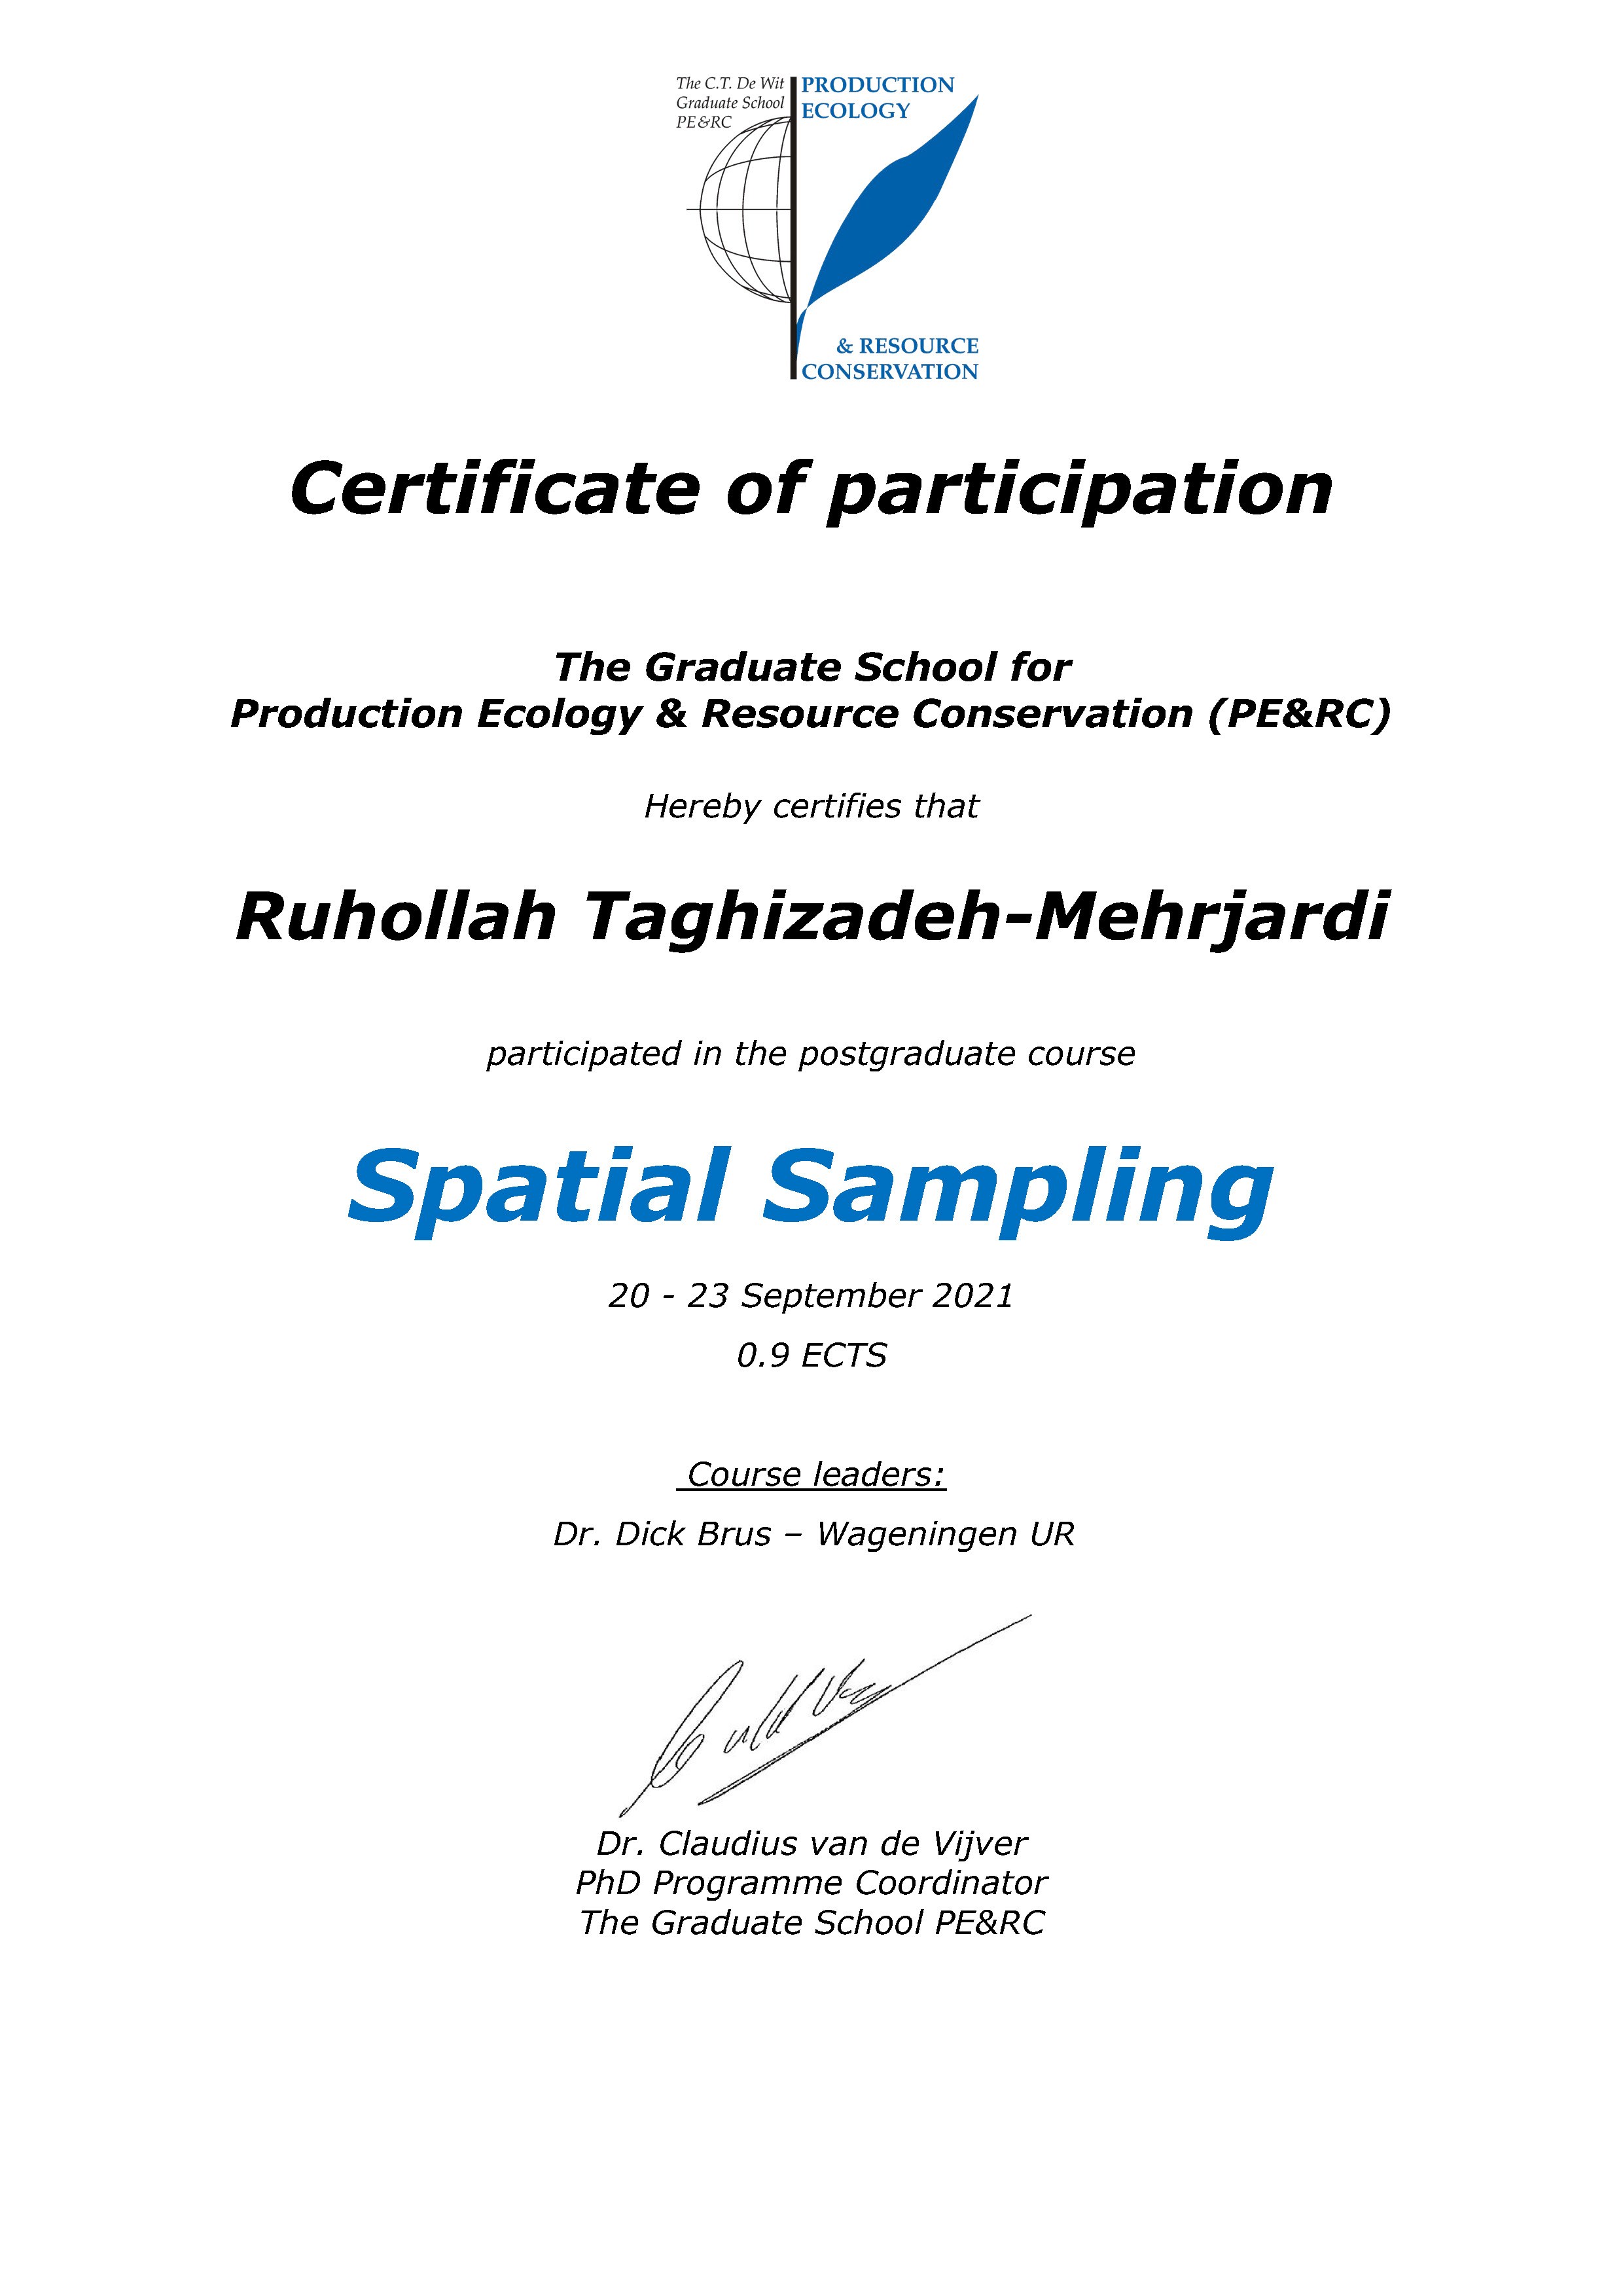 The C.T. De Wit
Graduate School
PE&RC
PRODUCTION
ECOLOGY
& RESOURCE
CONSERVATION
Certificate of participation
The Graduate School for
Production Ecology & Resource Conservation (PE&RC)
Hereby certifies that
Ruhollah Taghizadeh-Mehrjardi
participated in the postgraduate course
Spatial Sampling
20 - 23 September 2021
0.9 ECTS
Course leaders:
Dr. Dick Brus – Wageningen UR
Dr. Claudius van de Vijver
PhD Programme Coordinator
The Graduate School PE&RC